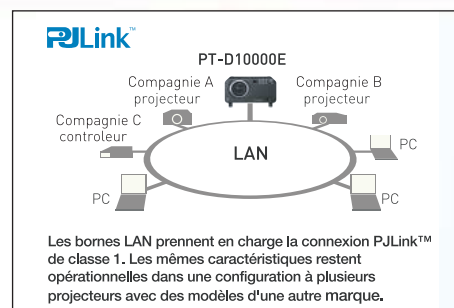 PJLink™
PT-D10000E
Compagnie A
projecteur
Compagnie B
projecteur
Compagnie C
controleur
LAN
PC
PC
PC
Les bornes LAN prennent en charge la connexion PJLink™
de classe 1. Les mêmes caractéristiques restent
opérationnelles dans une configuration à plusieurs
projecteurs avec des modèles d'une autre marque.